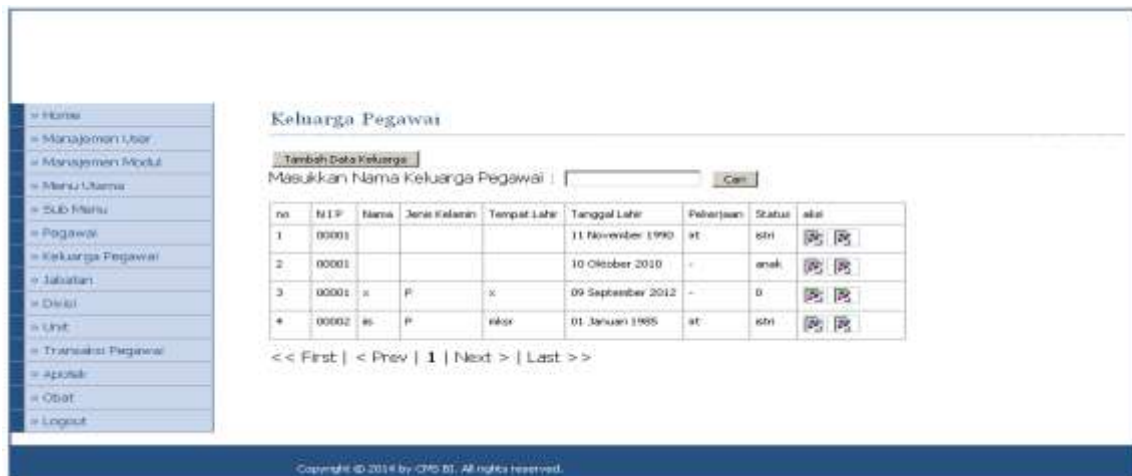 » Home
» Manajemen User
» Manajemen Modul
» Menu Utama
» Sub Menu
» Pegawai
» Keluarga Pegawai
» Jabatan
» Divisi
» Unit
» Transaksi Pegawai
» Apotek
» Obat
» Logout
Keluarga Pegawai
Tambah Data Keluarga
Masukkan Nama Keluarga Pegawai : Cari
no NIP Nama Jenis Kelamin Tempat Lahir Tanggal Lahir Pekerjaan Status aksi
1 00001 11 November 1990 irt istri
2 00001 10 Oktober 2010 - anak
3 00001 x P x 09 September 2012 - 0
4 00002 iis P mksr 01 Januari 1985 irt istri
<< First | < Prev | 1 | Next > | Last >>
Copyright © 2014 by CMS BI. All rights reserved.